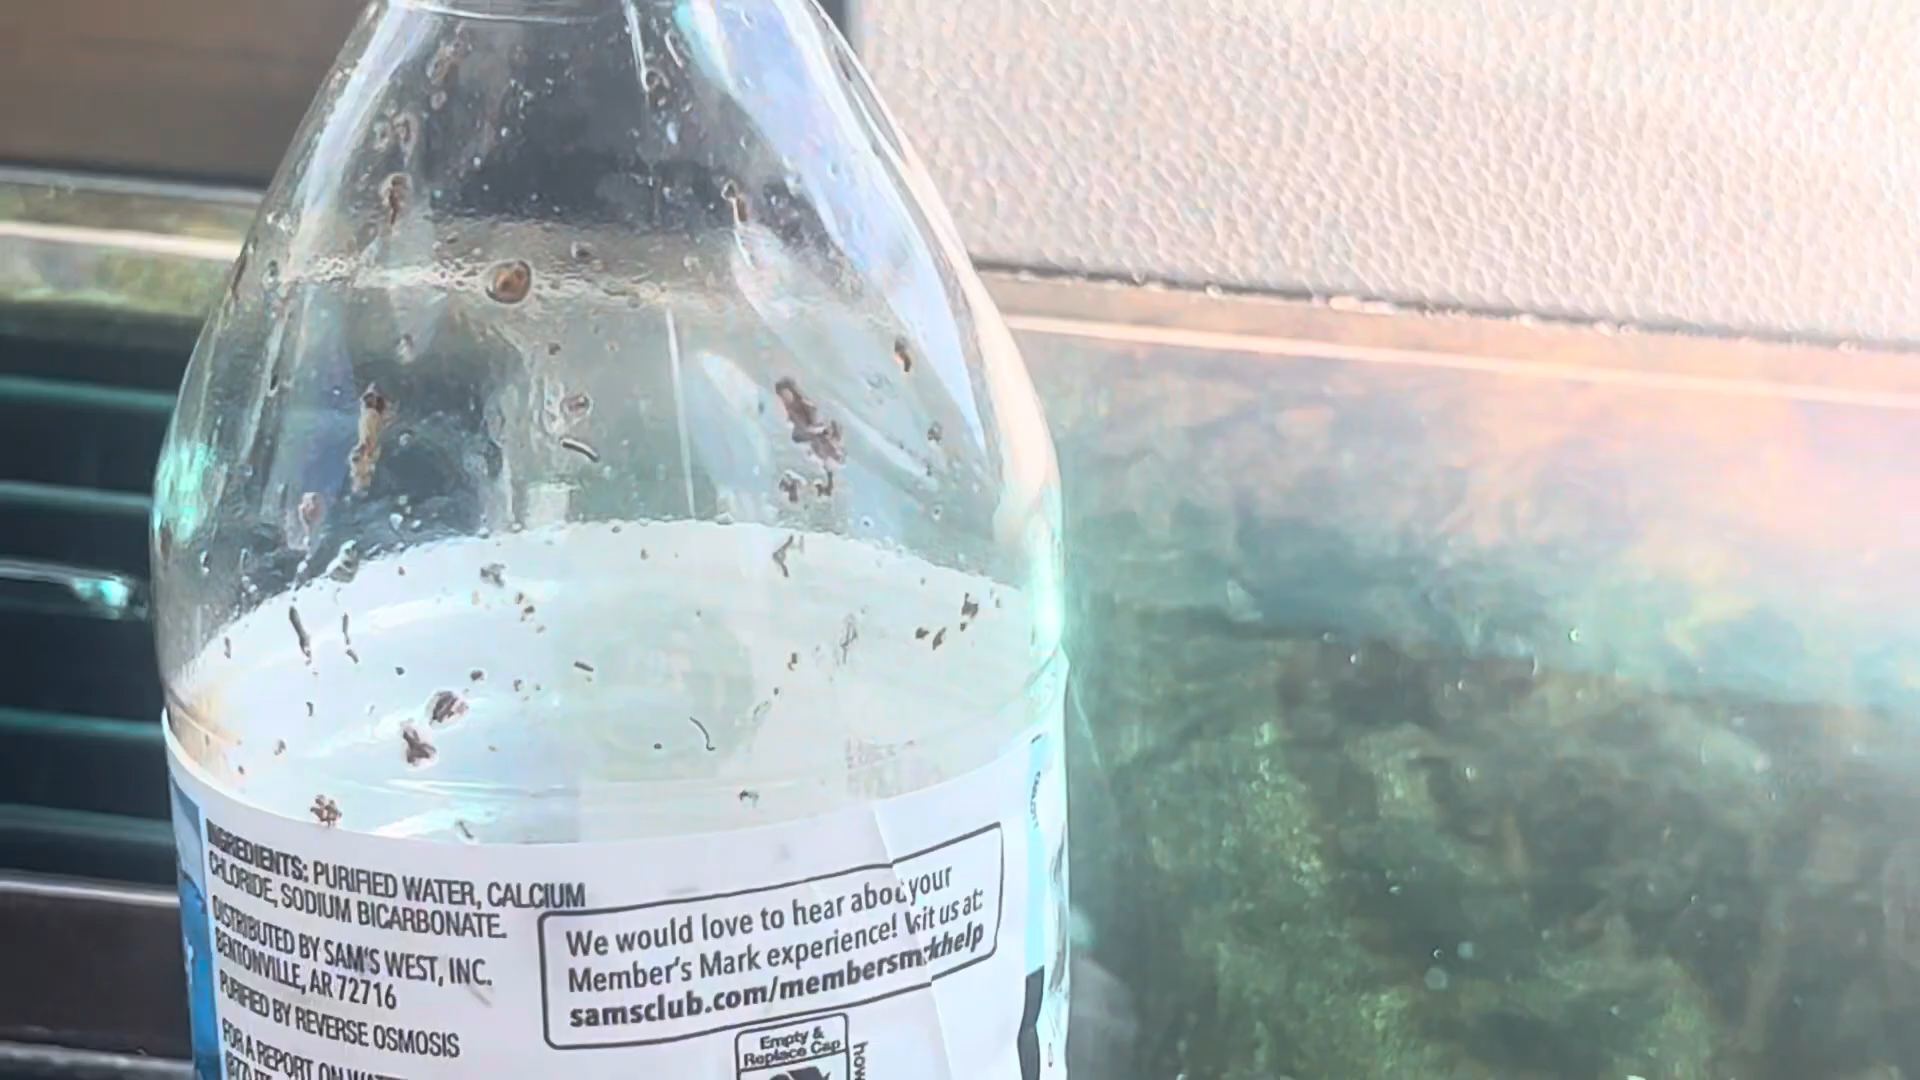 INGREDIENTS: PURIFIED WATER, CALCIUM
CHLORIDE, SODIUM BICARBONATE.
DISTRIBUTED BY SAM'S WEST, INC.
BENTONVILLE, AR 72716
PURIFIED BY REVERSE OSMOSIS
FOR A REPORT ON
We would love to hear about your
Member's Mark experience! Visit us at:
samsclub.com/membersmarkhelp
Empty &
Replace Cap
how